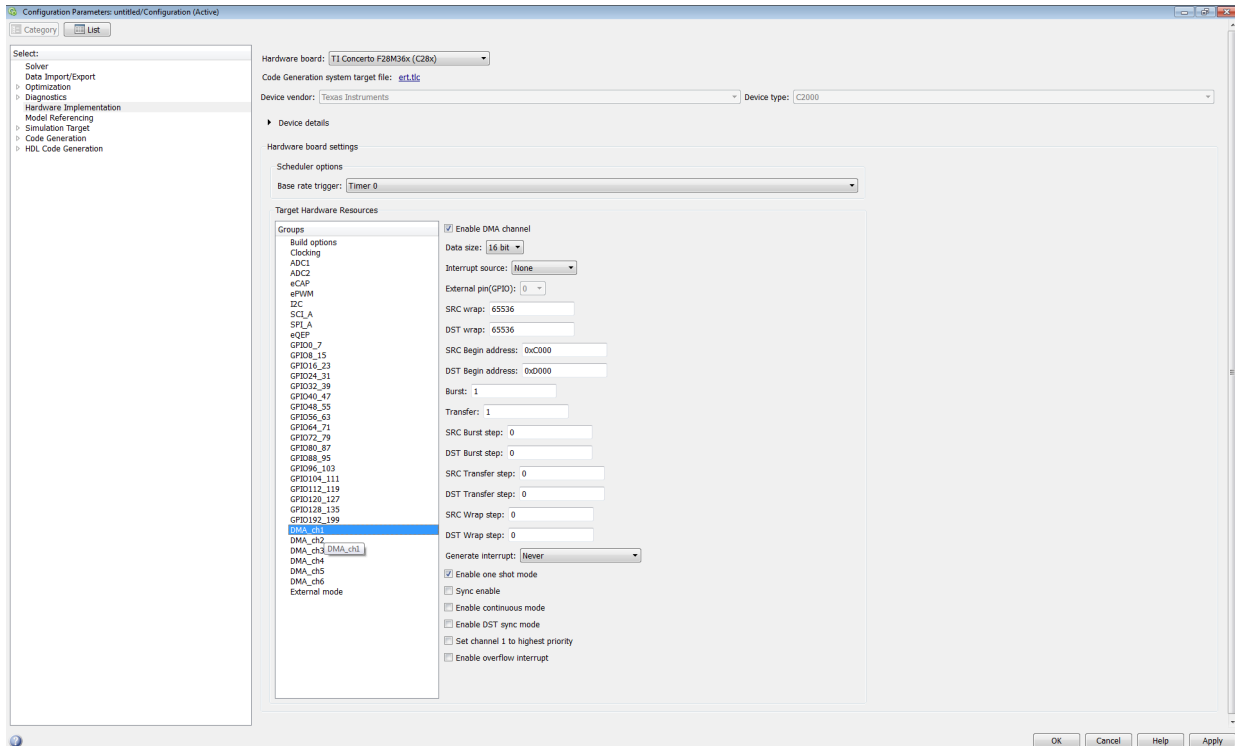 Configuration Parameters: untitled/Configuration (Active)
Category
List
Select:
Solver
Data Import/Export
Optimization
Diagnostics
Hardware Implementation
Model Referencing
Simulation Target
Code Generation
HDL Code Generation
Hardware board: TI Concerto F28M36x (C28x)
Code Generation system target file: ert.tlc
Device vendor: Texas Instruments Device type: C2000
Device details
Hardware board settings
Scheduler options
Base rate trigger: Timer 0
Target Hardware Resources
Groups
Build options
Clocking
ADC1
ADC2
eCAP
ePWM
I2C
SCI_A
SPI_A
eQEP
GPIO0_7
GPIO8_15
GPIO16_23
GPIO24_31
GPIO32_39
GPIO40_47
GPIO48_55
GPIO56_63
GPIO64_71
GPIO72_79
GPIO80_87
GPIO88_95
GPIO96_103
GPIO104_111
GPIO112_119
GPIO120_127
GPIO128_135
GPIO192_199
DMA_ch1
DMA_ch2
DMA_ch3
DMA_ch1
DMA_ch4
DMA_ch5
DMA_ch6
External mode
Enable DMA channel
Data size: 16 bit
Interrupt source: None
External pin(GPIO): 0
SRC wrap: 65536
DST wrap: 65536
SRC Begin address: 0xC000
DST Begin address: 0xD000
Burst: 1
Transfer: 1
SRC Burst step: 0
DST Burst step: 0
SRC Transfer step: 0
DST Transfer step: 0
SRC Wrap step: 0
DST Wrap step: 0
Generate interrupt: Never
Enable one shot mode
Sync enable
Enable continuous mode
Enable DST sync mode
Set channel 1 to highest priority
Enable overflow interrupt
OK Cancel Help Apply